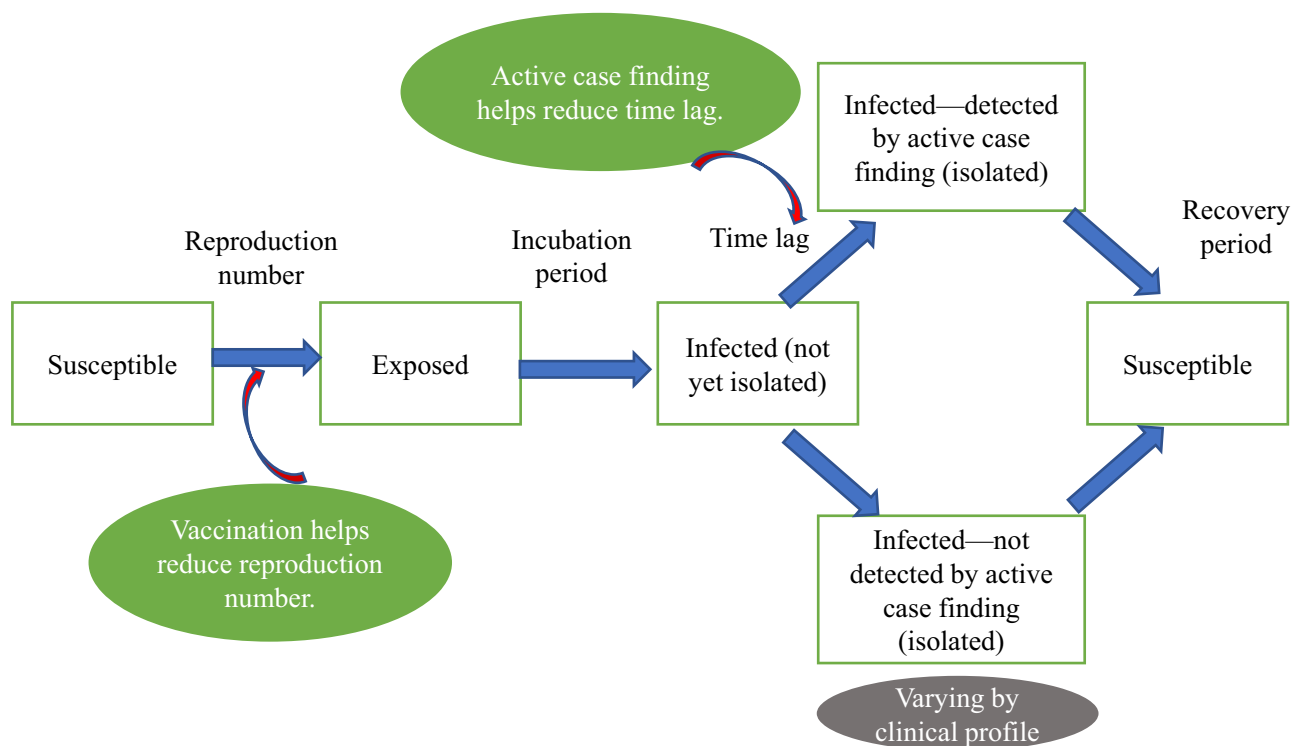 Active case finding
helps reduce time lag.
Infected—detected
by active case
finding (isolated)
Reproduction
number
Incubation
period
Time lag
Recovery
period
Susceptible
Exposed
Infected (not
yet isolated)
Susceptible
Vaccination helps
reduce reproduction
number.
Infected—not
detected by active
case finding
(isolated)
Varying by
clinical profile